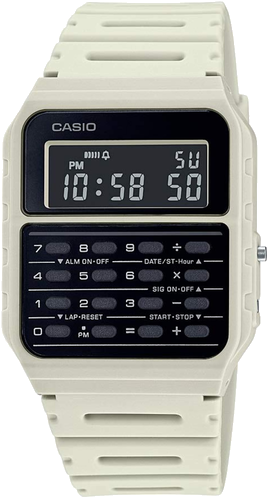 CASIO
PM SU
10:58 50
7 8 9 ÷
ALM ON•OFF DATE/ST•Hour
4 5 6 ×
SIG ON•OFF
1 2 3 −
LAP•RESET START•STOP
0 •PM = +